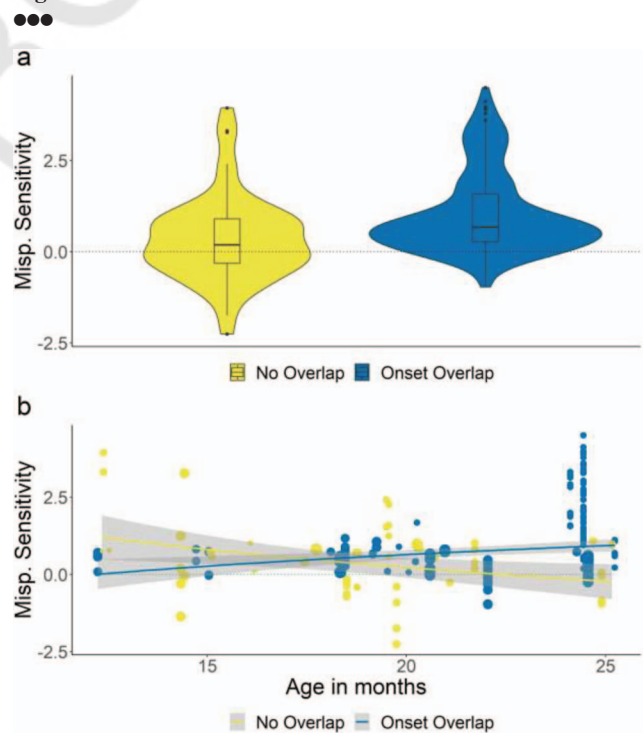 a
Misp. Sensitivity
2.5
0.0
-2.5
No Overlap Onset Overlap
b
Misp. Sensitivity
2.5
0.0
-2.5
15 20 25
Age in months
No Overlap Onset Overlap